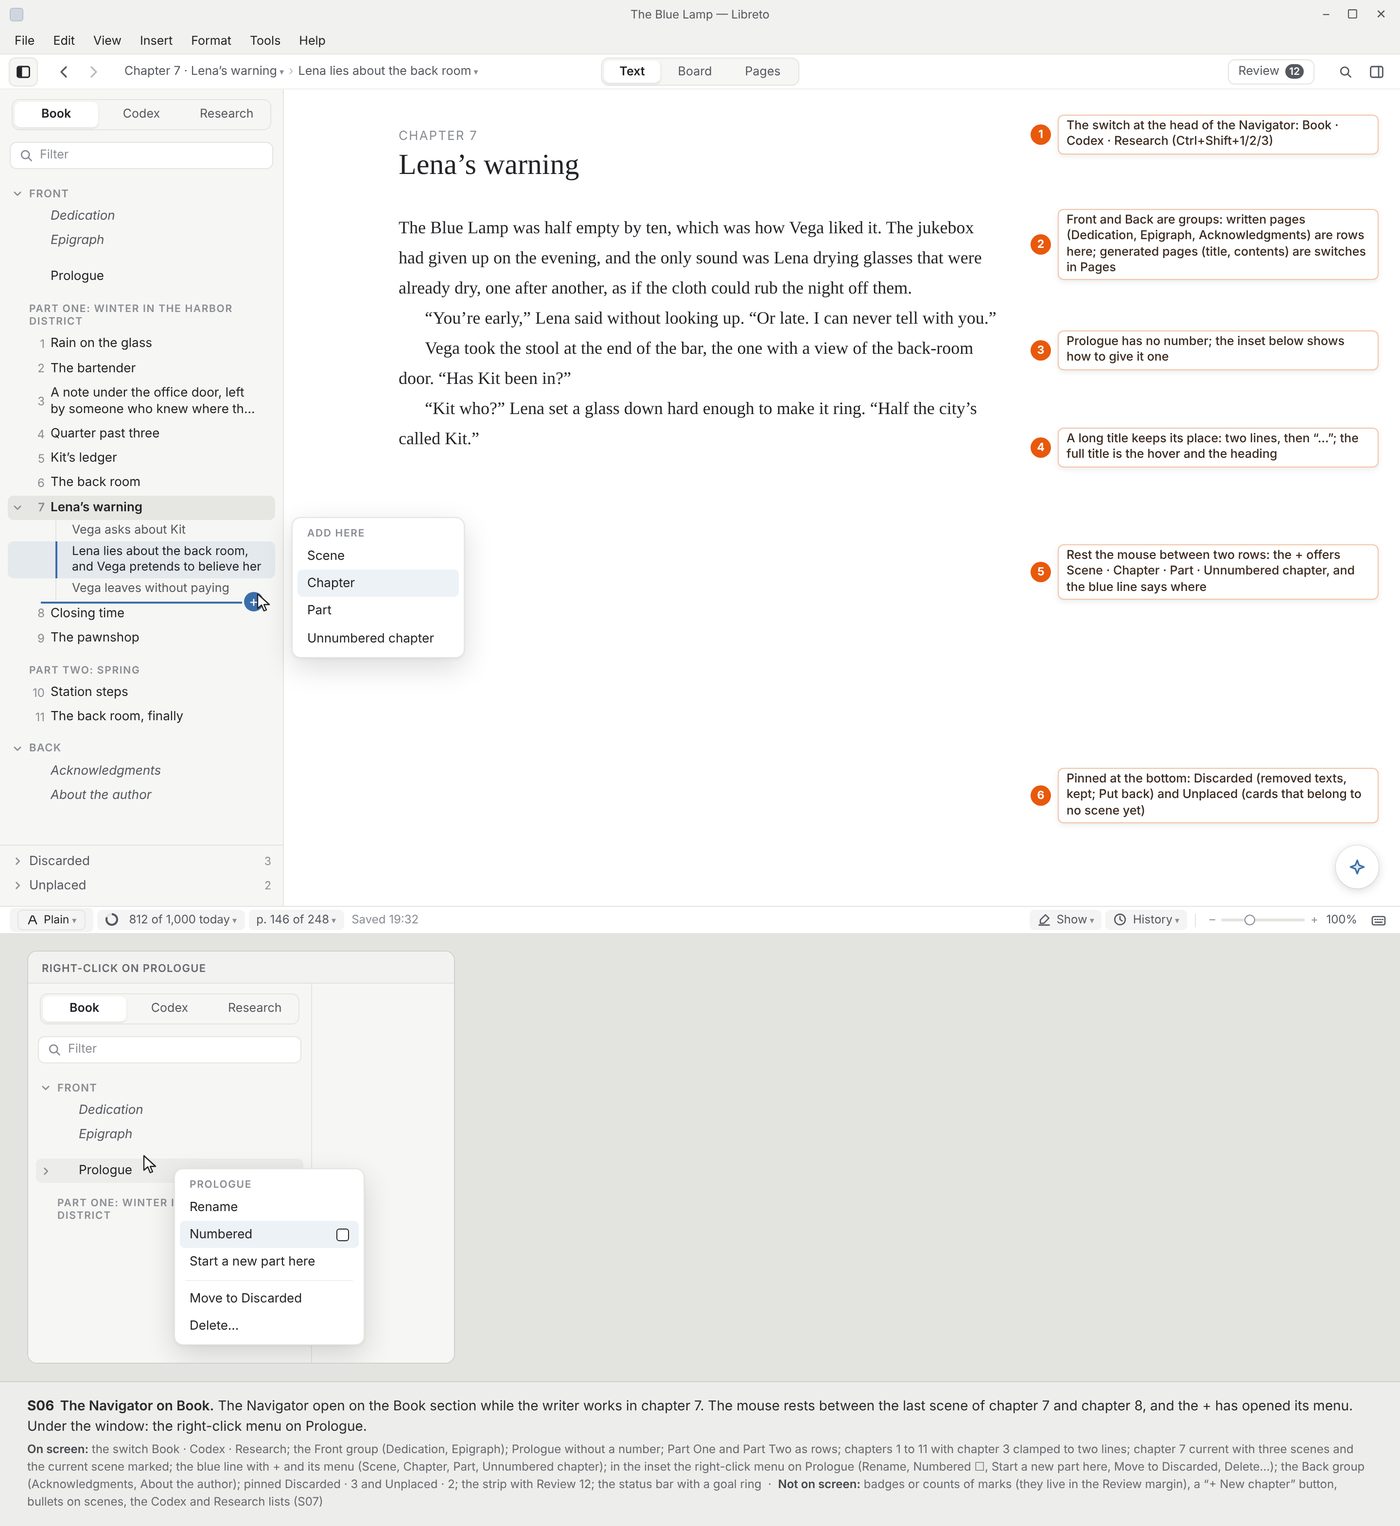 The Blue Lamp — Libreto
File Edit View Insert Format Tools Help
Chapter 7 · Lena’s warning ▾ › Lena lies about the back room ▾
Text Board Pages
Review 12
Book Codex Research
Filter
FRONT
Dedication
Epigraph
Prologue
PART ONE: WINTER IN THE HARBOR
DISTRICT
1 Rain on the glass
2 The bartender
3 A note under the office door, left
by someone who knew where th…
4 Quarter past three
5 Kit’s ledger
6 The back room
7 Lena’s warning
Vega asks about Kit
Lena lies about the back room,
and Vega pretends to believe her
Vega leaves without paying
8 Closing time
9 The pawnshop
PART TWO: SPRING
10 Station steps
11 The back room, finally
BACK
Acknowledgments
About the author
Discarded 3
Unplaced 2
CHAPTER 7
Lena’s warning
The Blue Lamp was half empty by ten, which was how Vega liked it. The jukebox
had given up on the evening, and the only sound was Lena drying glasses that were
already dry, one after another, as if the cloth could rub the night off them.
“You’re early,” Lena said without looking up. “Or late. I can never tell with you.”
Vega took the stool at the end of the bar, the one with a view of the back-room
door. “Has Kit been in?”
“Kit who?” Lena set a glass down hard enough to make it ring. “Half the city’s
called Kit.”
ADD HERE
Scene
Chapter
Part
Unnumbered chapter
1
The switch at the head of the Navigator: Book ·
Codex · Research (Ctrl+Shift+1/2/3)
2
Front and Back are groups: written pages
(Dedication, Epigraph, Acknowledgments) are rows
here; generated pages (title, contents) are switches
in Pages
3
Prologue has no number; the inset below shows
how to give it one
4
A long title keeps its place: two lines, then “…”; the
full title is the hover and the heading
5
Rest the mouse between two rows: the + offers
Scene · Chapter · Part · Unnumbered chapter, and
the blue line says where
6
Pinned at the bottom: Discarded (removed texts,
kept; Put back) and Unplaced (cards that belong to
no scene yet)
A Plain ▾ 812 of 1,000 today ▾ p. 146 of 248 ▾ Saved 19:32
Show ▾ History ▾ − + 100%
RIGHT-CLICK ON PROLOGUE
Book Codex Research
Filter
FRONT
Dedication
Epigraph
Prologue
PART ONE: WINTER I
DISTRICT
PROLOGUE
Rename
Numbered
Start a new part here
Move to Discarded
Delete…
S06 The Navigator on Book. The Navigator open on the Book section while the writer works in chapter 7. The mouse rests between the last scene of chapter 7 and chapter 8, and the + has opened its menu.
Under the window: the right-click menu on Prologue.
On screen: the switch Book · Codex · Research; the Front group (Dedication, Epigraph); Prologue without a number; Part One and Part Two as rows; chapters 1 to 11 with chapter 3 clamped to two lines; chapter 7 current with three scenes and
the current scene marked; the blue line with + and its menu (Scene, Chapter, Part, Unnumbered chapter); in the inset the right-click menu on Prologue (Rename, Numbered ☐, Start a new part here, Move to Discarded, Delete…); the Back group
(Acknowledgments, About the author); pinned Discarded · 3 and Unplaced · 2; the strip with Review 12; the status bar with a goal ring · Not on screen: badges or counts of marks (they live in the Review margin), a “+ New chapter” button,
bullets on scenes, the Codex and Research lists (S07)